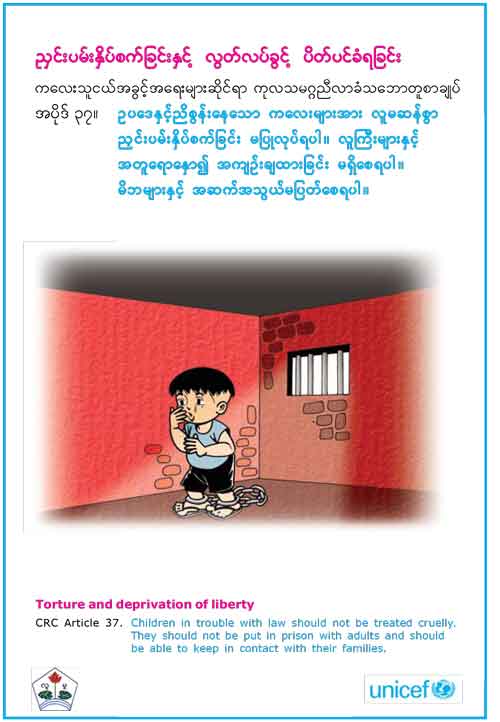 ညှင်းပမ်းနှိပ်စက်ခြင်းနှင့် လွတ်လပ်ခွင့် ပိတ်ပင်ခံရခြင်း
ကလေးသူငယ်အခွင့်အရေးများဆိုင်ရာ ကုလသမဂ္ဂညီလာခံသဘောတူစာချုပ်
အပိုဒ် ၃၇။ ဥပဒေနှင့်ညိစွန်းနေသော ကလေးများအား လူမဆန်စွာ
ညှင်းပမ်းနှိပ်စက်ခြင်း မပြုလုပ်ရပါ။ လူကြီးများနှင့်
အတူရောနှော၍ အကျဉ်းချထားခြင်း မရှိစေရပါ။
မိဘများနှင့် အဆက်အသွယ်မပြတ်စေရပါ။
Torture and deprivation of liberty
CRC Article 37. Children in trouble with law should not be treated cruelly.
They should not be put in prison with adults and should
be able to keep in contact with their families.
unicef